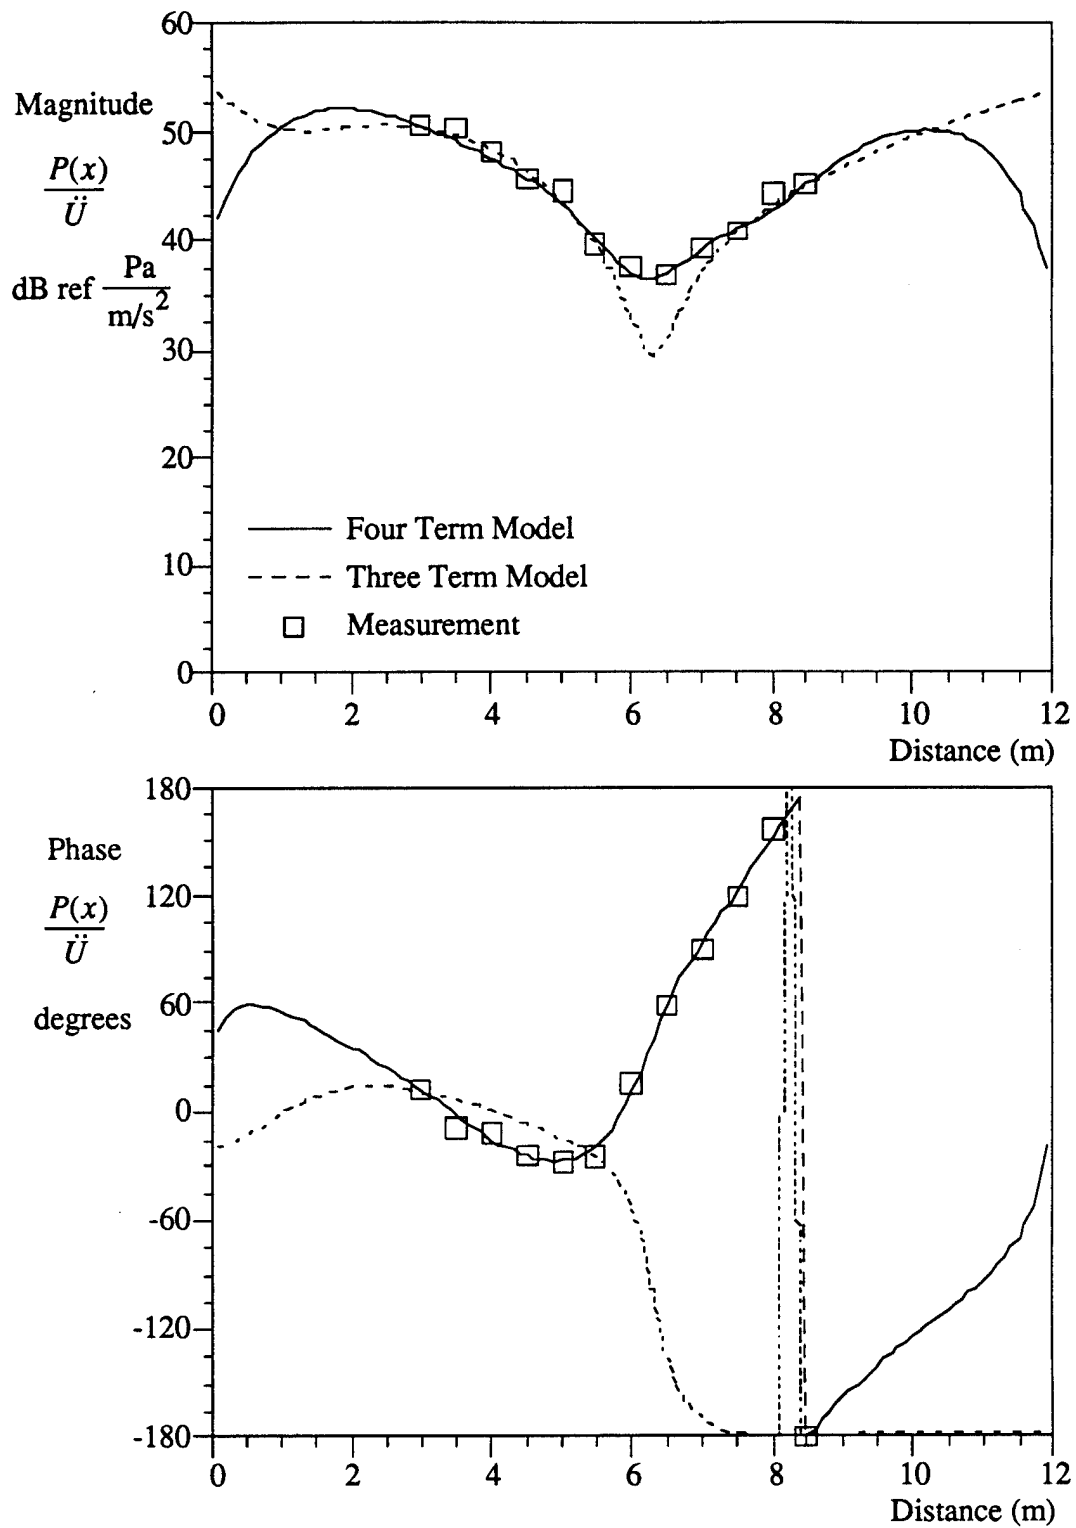 60
Magnitude
50
P(x)
Ü
40
dB ref Pa
m/s²
30
20
Four Term Model
10
Three Term Model
Measurement
0
0 2 4 6 8 10 12
Distance (m)
180
Phase
120
P(x)
Ü
60
degrees
0
-60
-120
-180
0 2 4 6 8 10 12
Distance (m)